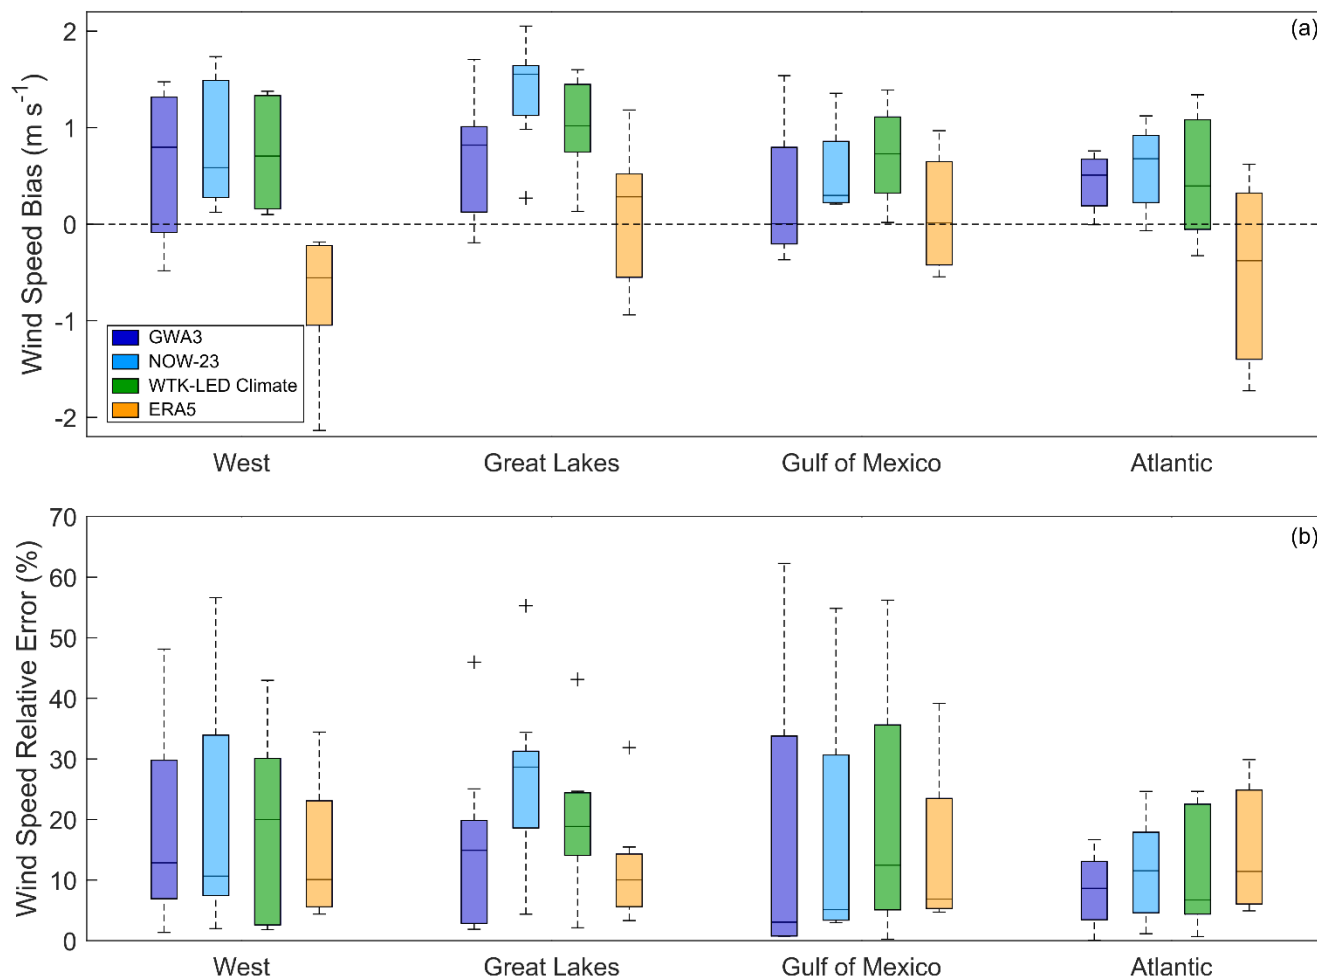 (a)
Wind Speed Bias (m s⁻¹)
2
1
0
-1
-2
GWA3
NOW-23
WTK-LED Climate
ERA5
West Great Lakes Gulf of Mexico Atlantic
(b)
Wind Speed Relative Error (%)
70
60
50
40
30
20
10
0
West Great Lakes Gulf of Mexico Atlantic